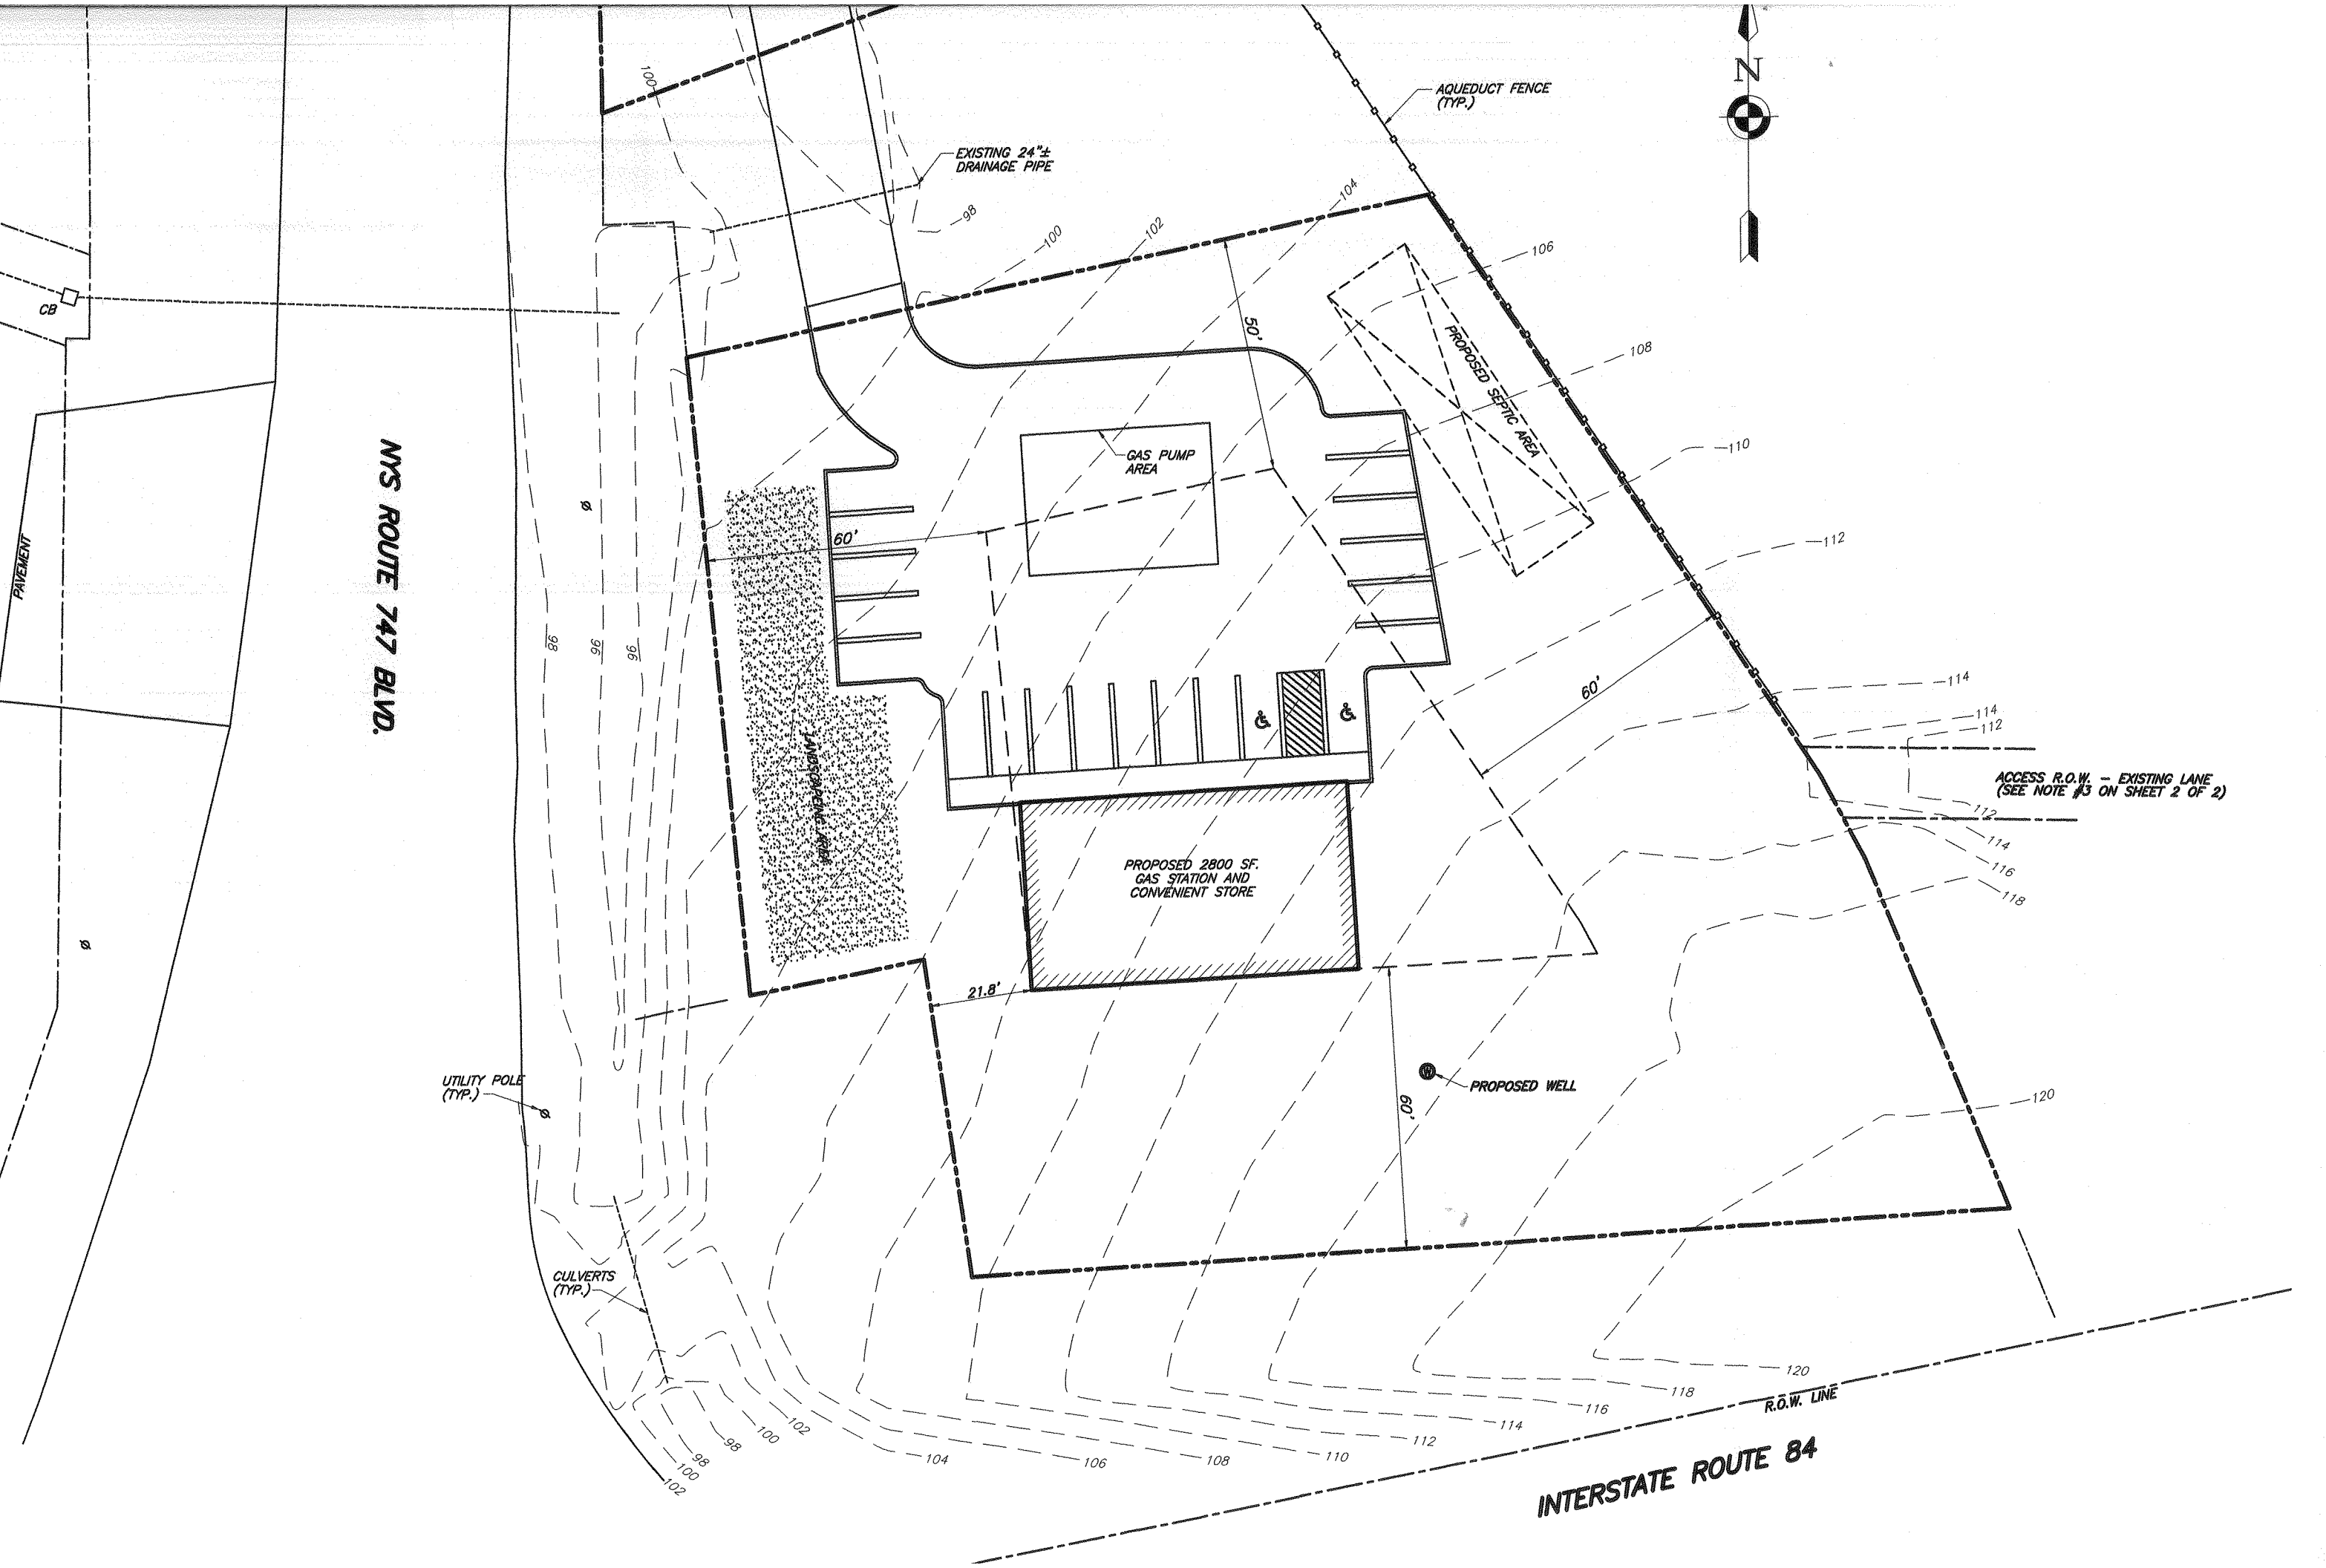 N
AQUEDUCT FENCE
(TYP.)
100
EXISTING 24"±
DRAINAGE PIPE
98
100
102
104
106
CB
50'
PROPOSED SEPTIC AREA
108
110
GAS PUMP
AREA
60'
112
NYS ROUTE 747 BLVD.
PAVEMENT
98
96
96
60'
114
114
112
ACCESS R.O.W. - EXISTING LANE
(SEE NOTE #3 ON SHEET 2 OF 2)
112
114
116
118
LANDSCAPEING AREA
PROPOSED 2800 SF.
GAS STATION AND
CONVENIENT STORE
21.8'
UTILITY POLE
(TYP.)
W
PROPOSED WELL
60'
120
CULVERTS
(TYP.)
120
118
116
114
112
110
108
106
104
102
100
98
98
100
102
R.O.W. LINE
INTERSTATE ROUTE 84